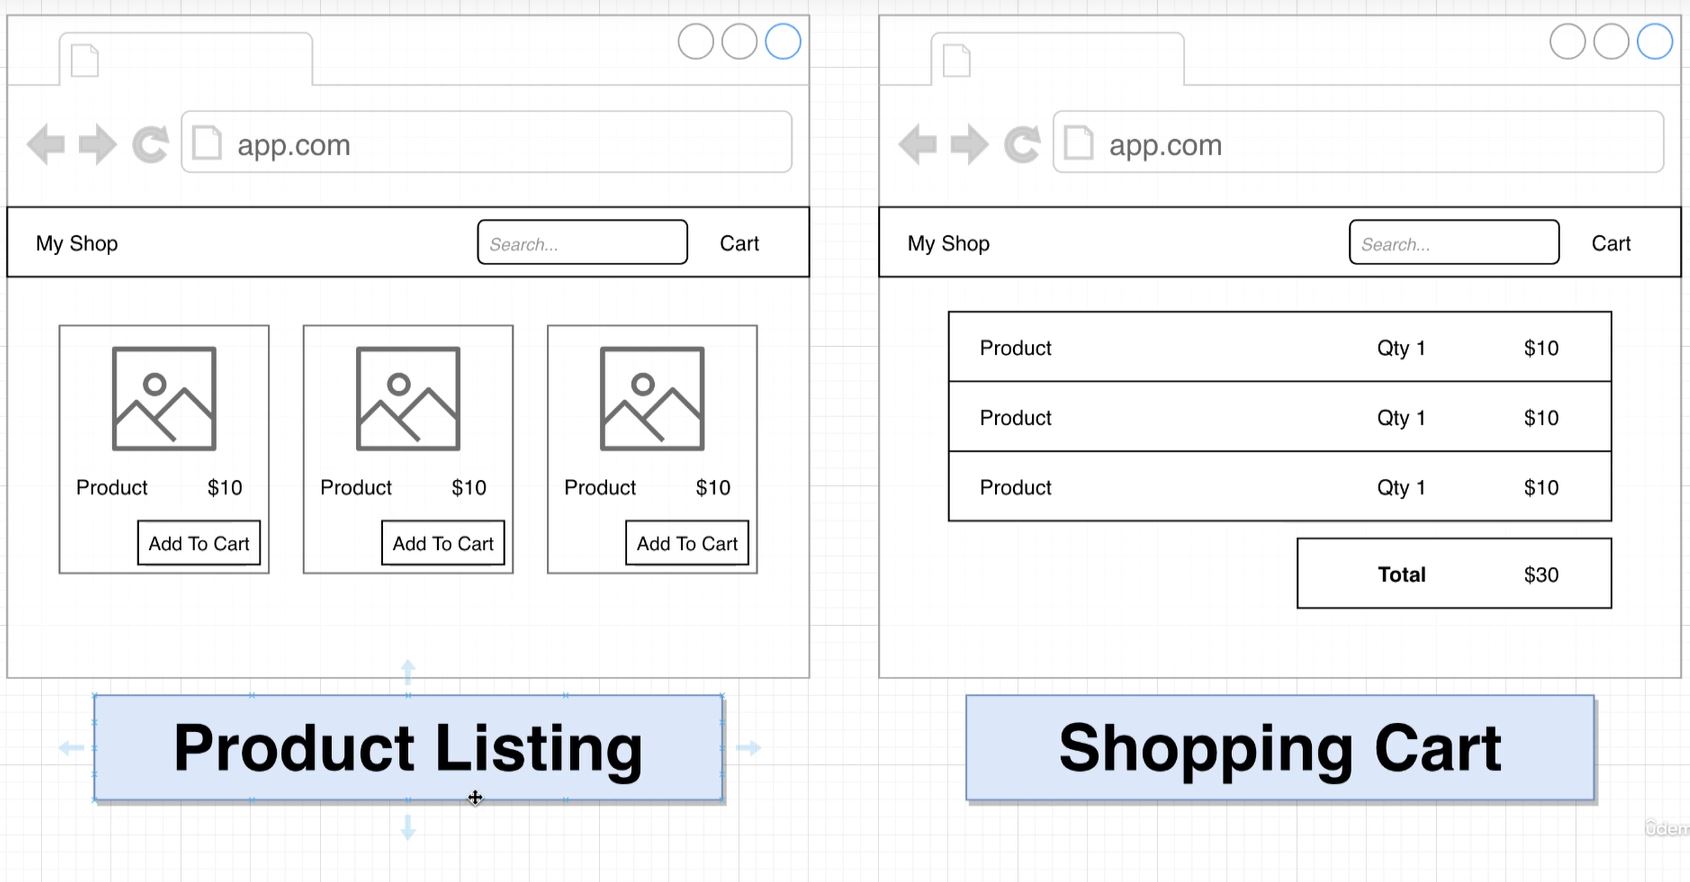 app.com
My Shop
Search...
Cart
Product $10
Add To Cart
Product $10
Add To Cart
Product $10
Add To Cart
Product Listing
app.com
My Shop
Search...
Cart
Product Qty 1 $10
Product Qty 1 $10
Product Qty 1 $10
Total $30
Shopping Cart